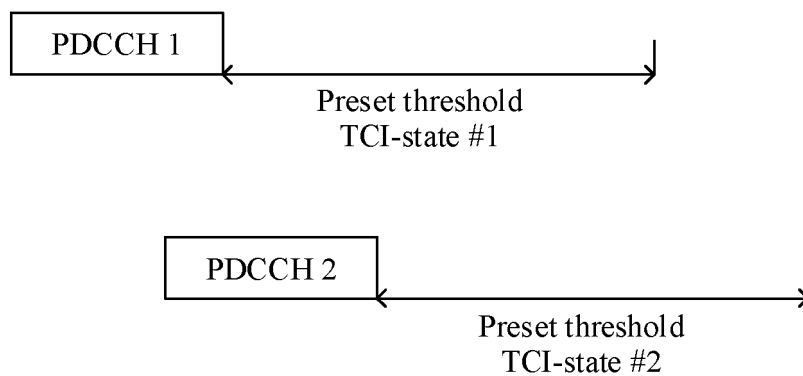 PDCCH 1
Preset threshold
TCI-state #1
PDCCH 2
Preset threshold
TCI-state #2